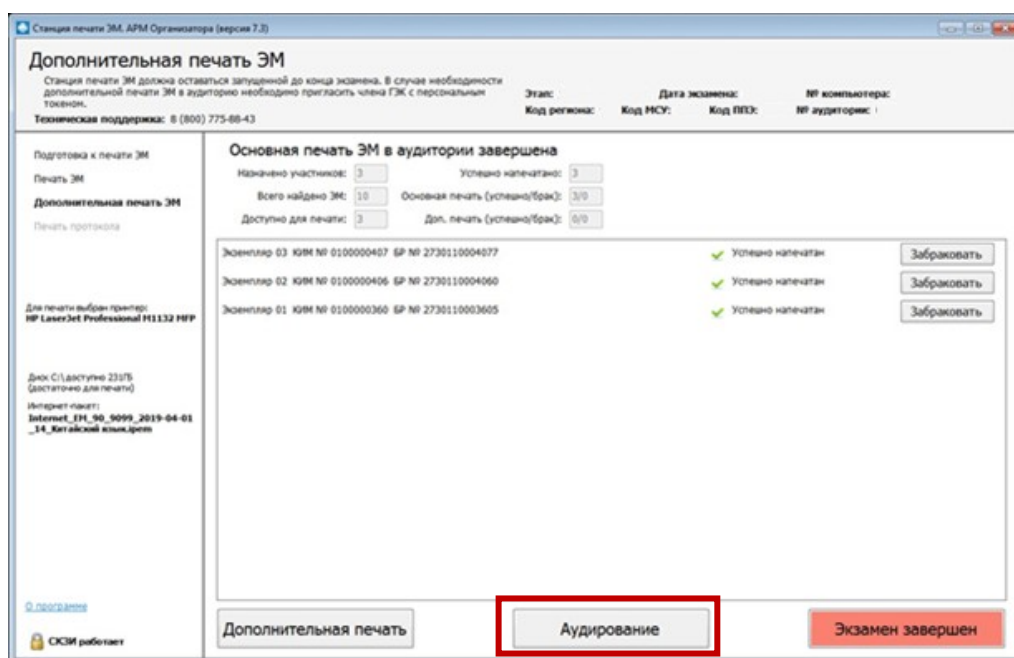 Станция печати ЭМ. АРМ Организатора (версия 7.3)
Дополнительная печать ЭМ
Станция печати ЭМ должна оставаться запущенной до конца экзамена. В случае необходимости
дополнительной печати ЭМ в аудиторию необходимо пригласить члена ГЭК с персональным
токеном.
Техническая поддержка: 8 (800) 775-88-43
Этап: Дата экзамена: № компьютера:
Код региона: Код МСУ: Код ППЭ: № аудитории:
Подготовка к печати ЭМ
Печать ЭМ
Дополнительная печать ЭМ
Печать протокола
Для печати выбран принтер:
HP LaserJet Professional M1132 MFP
Диск C:\ доступно 231ГБ
(достаточно для печати)
Интернет-пакет:
Internet_EM_90_9099_2019-04-01
_14_Китайский язык.ipem
О программе
СКЗИ работает
Основная печать ЭМ в аудитории завершена
Назначено участников: 3 Успешно напечатано: 3
Всего найдено ЭМ: 10 Основная печать (успешно/брак): 3/0
Доступно для печати: 3 Доп. печать (успешно/брак): 0/0
Экземпляр 03 КИМ № 0100000407 БР № 2730110004077 Успешно напечатан Забраковать
Экземпляр 02 КИМ № 0100000406 БР № 2730110004060 Успешно напечатан Забраковать
Экземпляр 01 КИМ № 0100000360 БР № 2730110003605 Успешно напечатан Забраковать
Дополнительная печать Аудирование Экзамен завершен